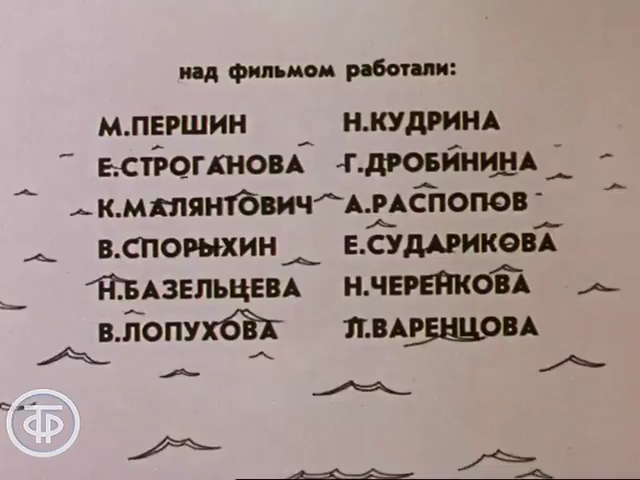 над фильмом работали:
М.ПЕРШИН Н.КУДРИНА
Е.СТРОГАНОВА Г.ДРОБИНИНА
К.МАЛЯНТОВИЧ А.РАСПОПОВ
В.СПОРЫХИН Е.СУДАРИКОВА
Н.БАЗЕЛЬЦЕВА Н.ЧЕРЕНКОВА
В.ЛОПУХОВА Л.ВАРЕНЦОВА